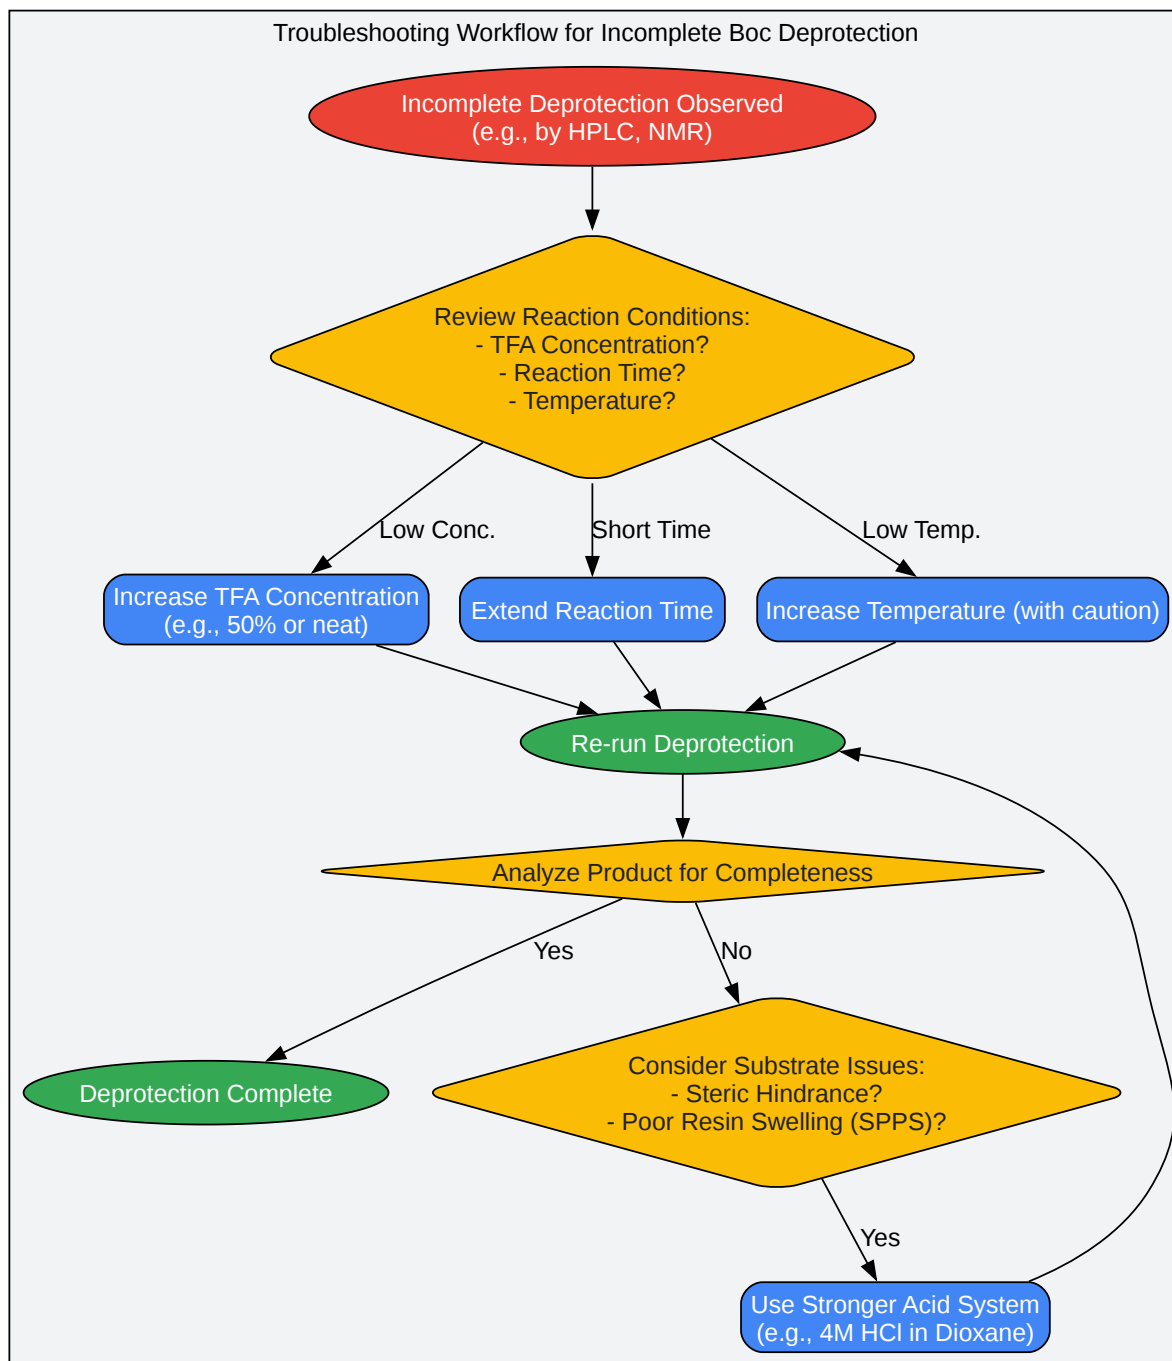 Troubleshooting Workflow for Incomplete Boc Deprotection
Incomplete Deprotection Observed
(e.g., by HPLC, NMR)
Review Reaction Conditions:
- TFA Concentration?
- Reaction Time?
- Temperature?
Low Conc.
Short Time
Low Temp.
Increase TFA Concentration
(e.g., 50% or neat)
Extend Reaction Time
Increase Temperature (with caution)
Re-run Deprotection
Analyze Product for Completeness
Yes
No
Deprotection Complete
Consider Substrate Issues:
- Steric Hindrance?
- Poor Resin Swelling (SPPS)?
Yes
Use Stronger Acid System
(e.g., 4M HCl in Dioxane)